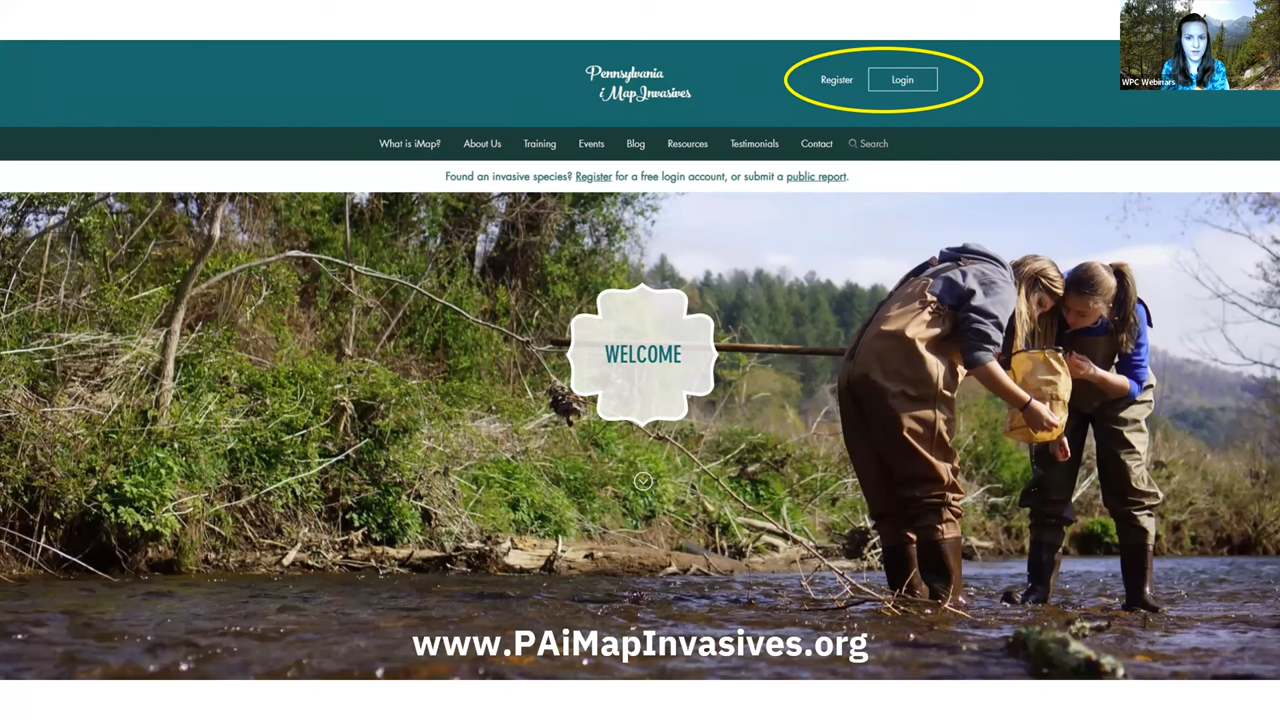 WPC Webinars
Pennsylvania
iMapInvasives
Register
Login
What is iMap? About Us Training Events Blog Resources Testimonials Contact Search
Found an invasive species? Register for a free login account, or submit a public report.
WELCOME
www.PAiMapInvasives.org